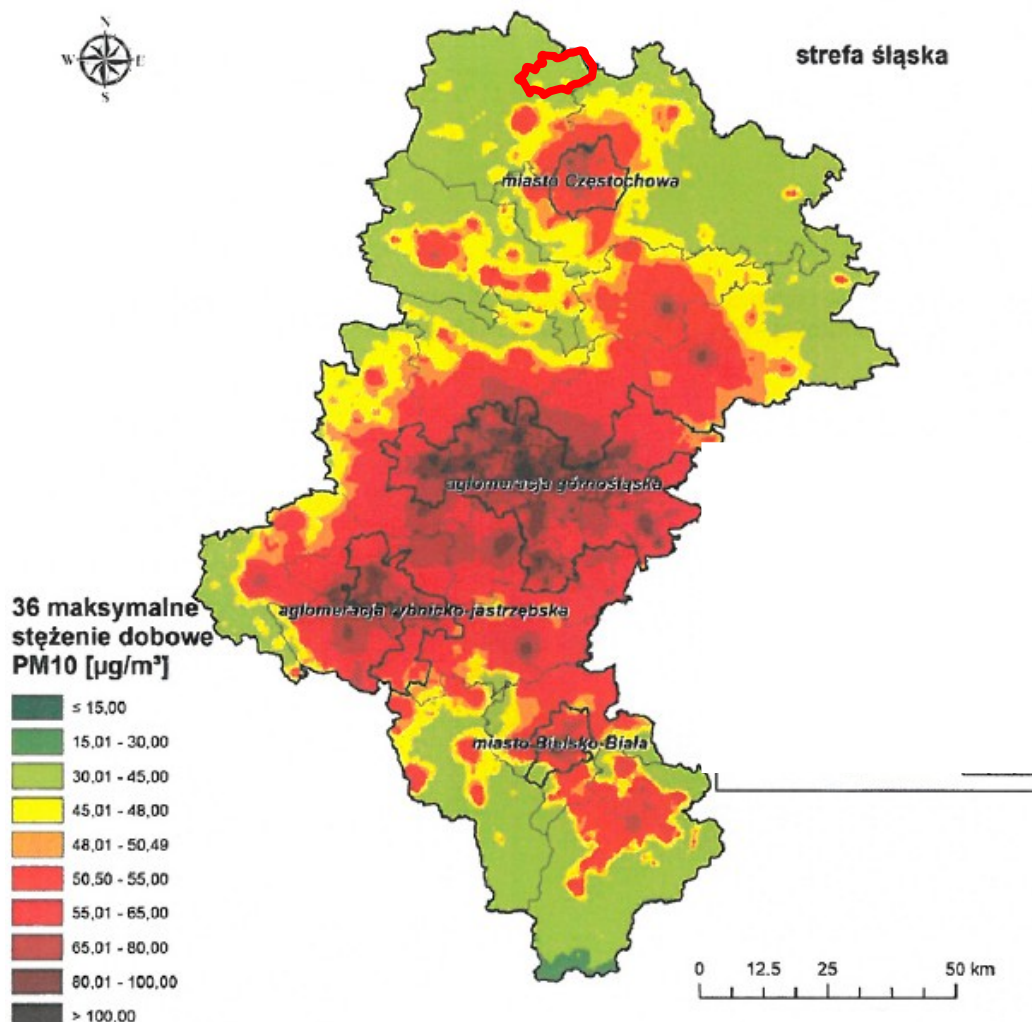 N
W E
S
strefa śląska
miasto Częstochowa
aglomeracja górnośląska
aglomeracja rybnicko-jastrzębska
miasto Bielsko-Biała
36 maksymalne
stężenie dobowe
PM10 [µg/m³]
≤ 15,00
15,01 - 30,00
30,01 - 45,00
45,01 - 48,00
48,01 - 50,49
50,50 - 55,00
55,01 - 65,00
65,01 - 80,00
80,01 - 100,00
> 100,00
0 12.5 25 50 km